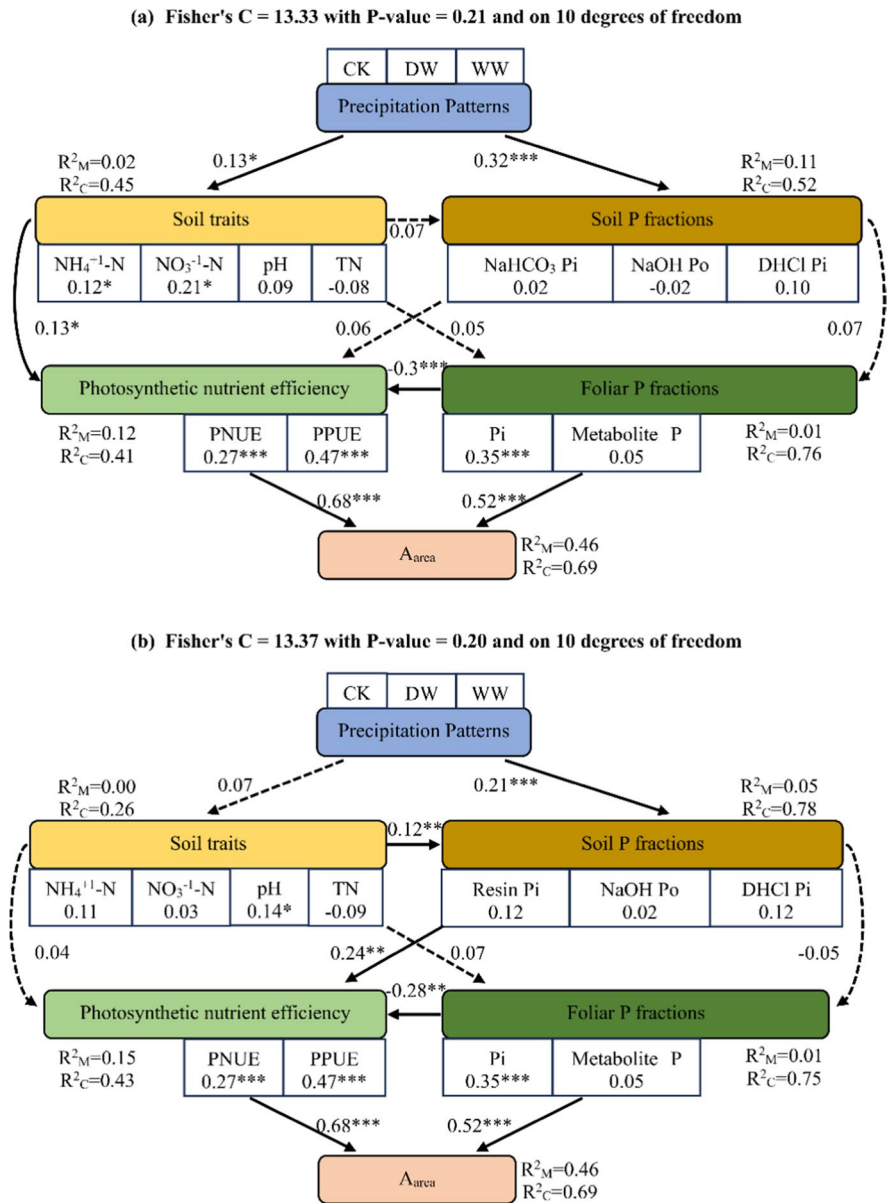 (a) Fisher's C = 13.33 with P-value = 0.21 and on 10 degrees of freedom
CK DW WW
Precipitation Patterns
R²M=0.02
R²C=0.45
0.13*
0.32***
R²M=0.11
R²C=0.52
Soil traits
0.07
Soil P fractions
NH₄⁺¹-N NO₃⁻¹-N pH TN
0.12* 0.21* 0.09 -0.08
NaHCO₃ Pi NaOH Po DHCl Pi
0.02 -0.02 0.10
0.13*
0.06
0.05
0.07
-0.3***
Photosynthetic nutrient efficiency
Foliar P fractions
R²M=0.12
R²C=0.41
PNUE PPUE
0.27*** 0.47***
Pi Metabolite P
0.35*** 0.05
R²M=0.01
R²C=0.76
0.68***
0.52***
Aarea
R²M=0.46
R²C=0.69
(b) Fisher's C = 13.37 with P-value = 0.20 and on 10 degrees of freedom
CK DW WW
Precipitation Patterns
R²M=0.00
R²C=0.26
0.07
0.21***
R²M=0.05
R²C=0.78
Soil traits
0.12**
Soil P fractions
NH₄⁺¹-N NO₃⁻¹-N pH TN
0.11 0.03 0.14* -0.09
Resin Pi NaOH Po DHCl Pi
0.12 0.02 0.12
0.04
0.24**
0.07
-0.05
-0.28**
Photosynthetic nutrient efficiency
Foliar P fractions
R²M=0.15
R²C=0.43
PNUE PPUE
0.27*** 0.47***
Pi Metabolite P
0.35*** 0.05
R²M=0.01
R²C=0.75
0.68***
0.52***
Aarea
R²M=0.46
R²C=0.69